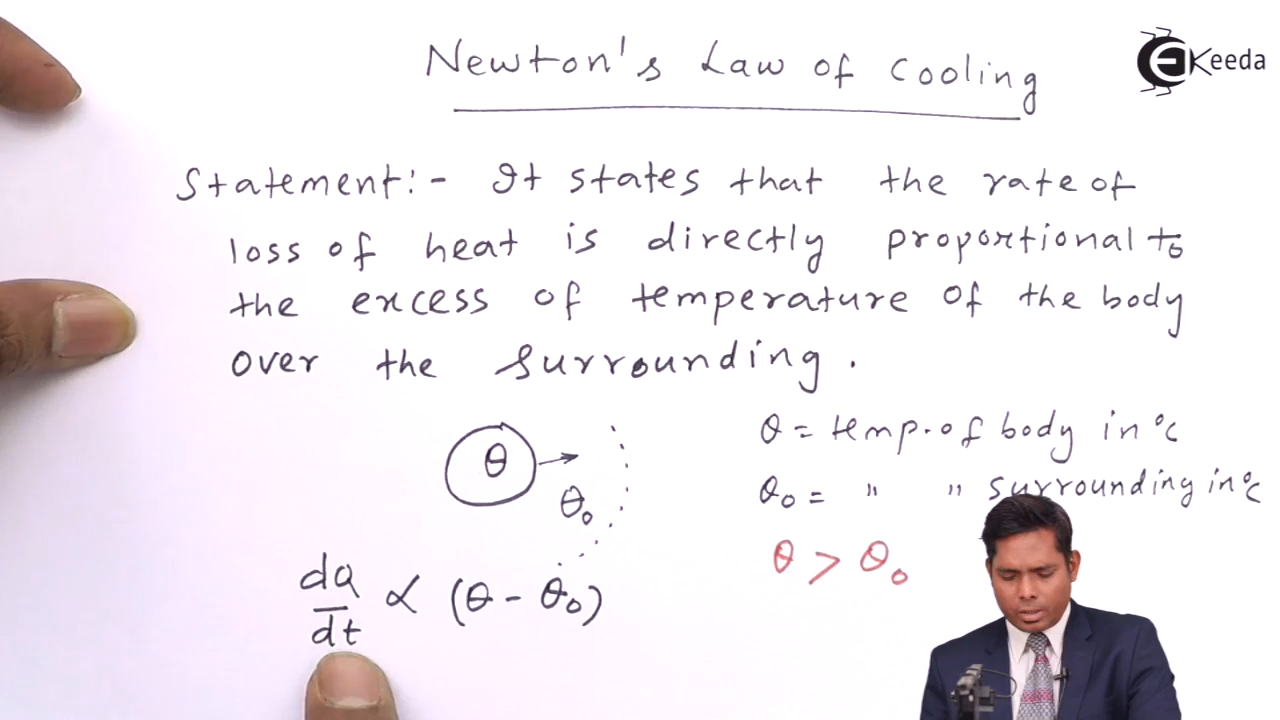 Newton's Law of Cooling
EKeeda
Statement:- It states that the rate of
loss of heat is directly proportional to
the excess of temperature of the body
over the surrounding.
θ = temp. of body in °c
θ
θ₀ = " " surrounding in °c
θ₀
θ > θ₀
dQ/dt ∝ (θ - θ₀)